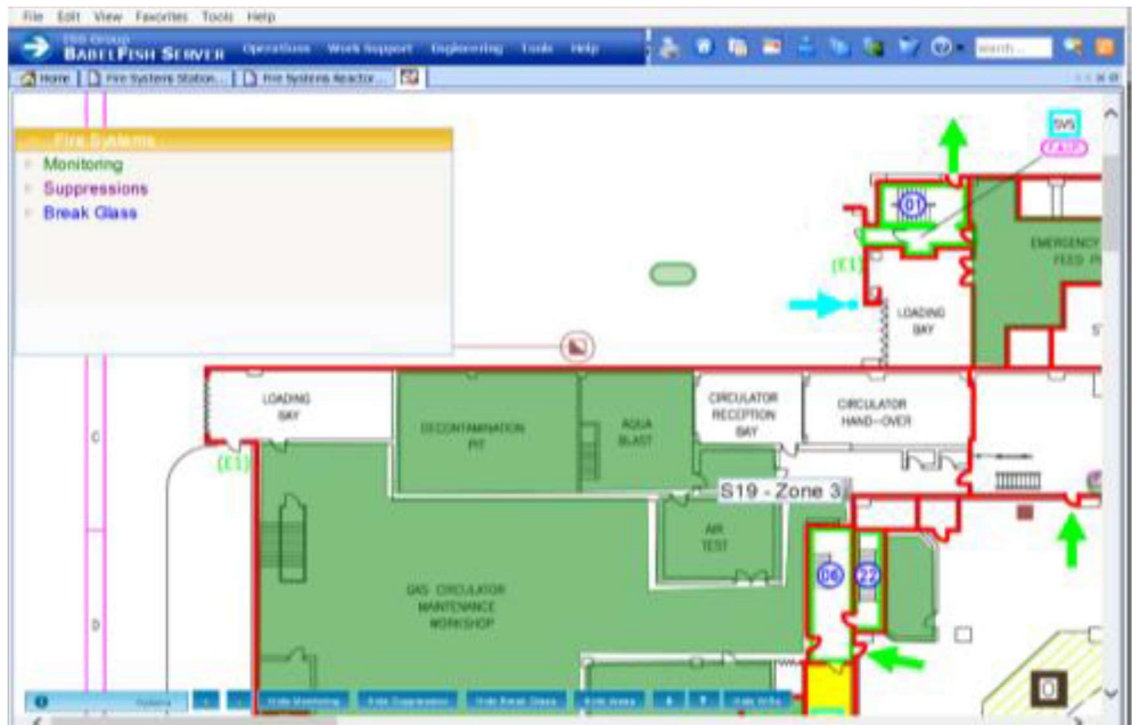 File Edit View Favorites Tools Help
BABELFISH SERVER Operations Work Support Engineering Tools Help
search...
Home Fire Systems Station... Fire Systems Reactor...
Fire Systems
Monitoring
Suppressions
Break Glass
SVS
01
(E1)
EMERGENCY
FEED
LOADING
BAY
LOADING
BAY
DECONTAMINATION
PIT
AQUA
BLAST
CIRCULATOR
RECEPTION
BAY
CIRCULATOR
HAND-OVER
C
(E1)
S19 - Zone 3
AIR
TEST
06
22
GAS CIRCULATOR
MAINTENANCE
WORKSHOP
D
Hide Monitoring Hide Suppression Hide Break Glass